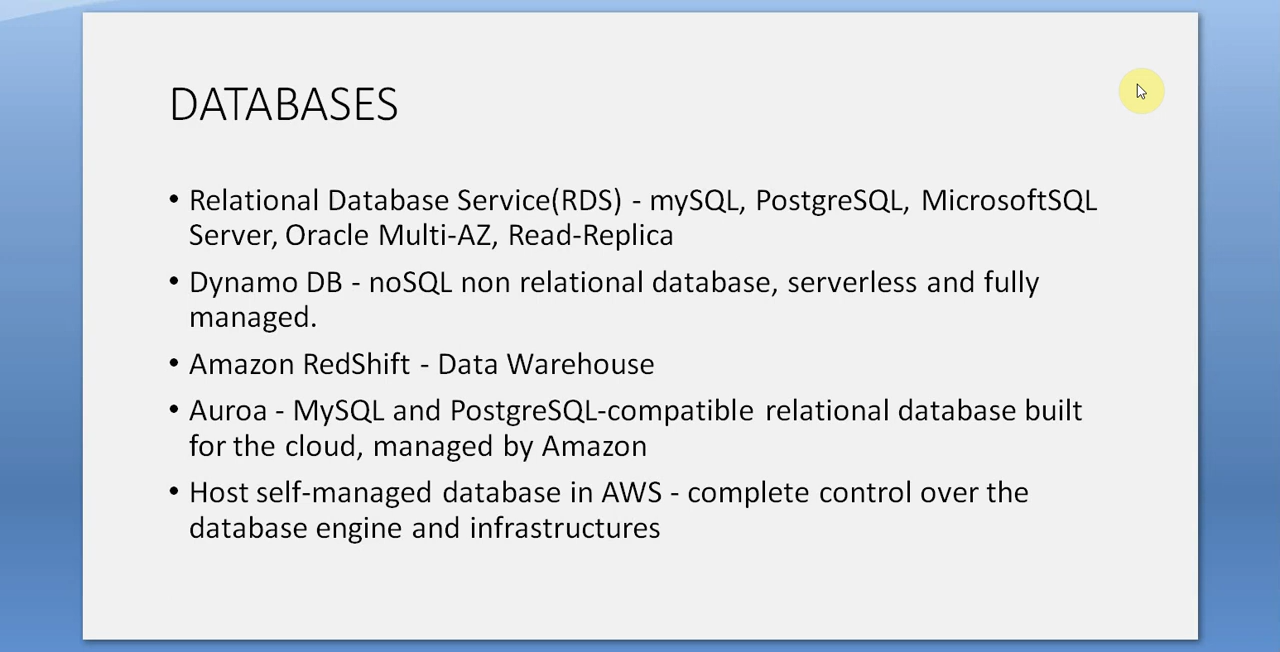 DATABASES
• Relational Database Service(RDS) - mySQL, PostgreSQL, MicrosoftSQL
Server, Oracle Multi-AZ, Read-Replica
• Dynamo DB - noSQL non relational database, serverless and fully
managed.
• Amazon RedShift - Data Warehouse
• Auroa - MySQL and PostgreSQL-compatible relational database built
for the cloud, managed by Amazon
• Host self-managed database in AWS - complete control over the
database engine and infrastructures